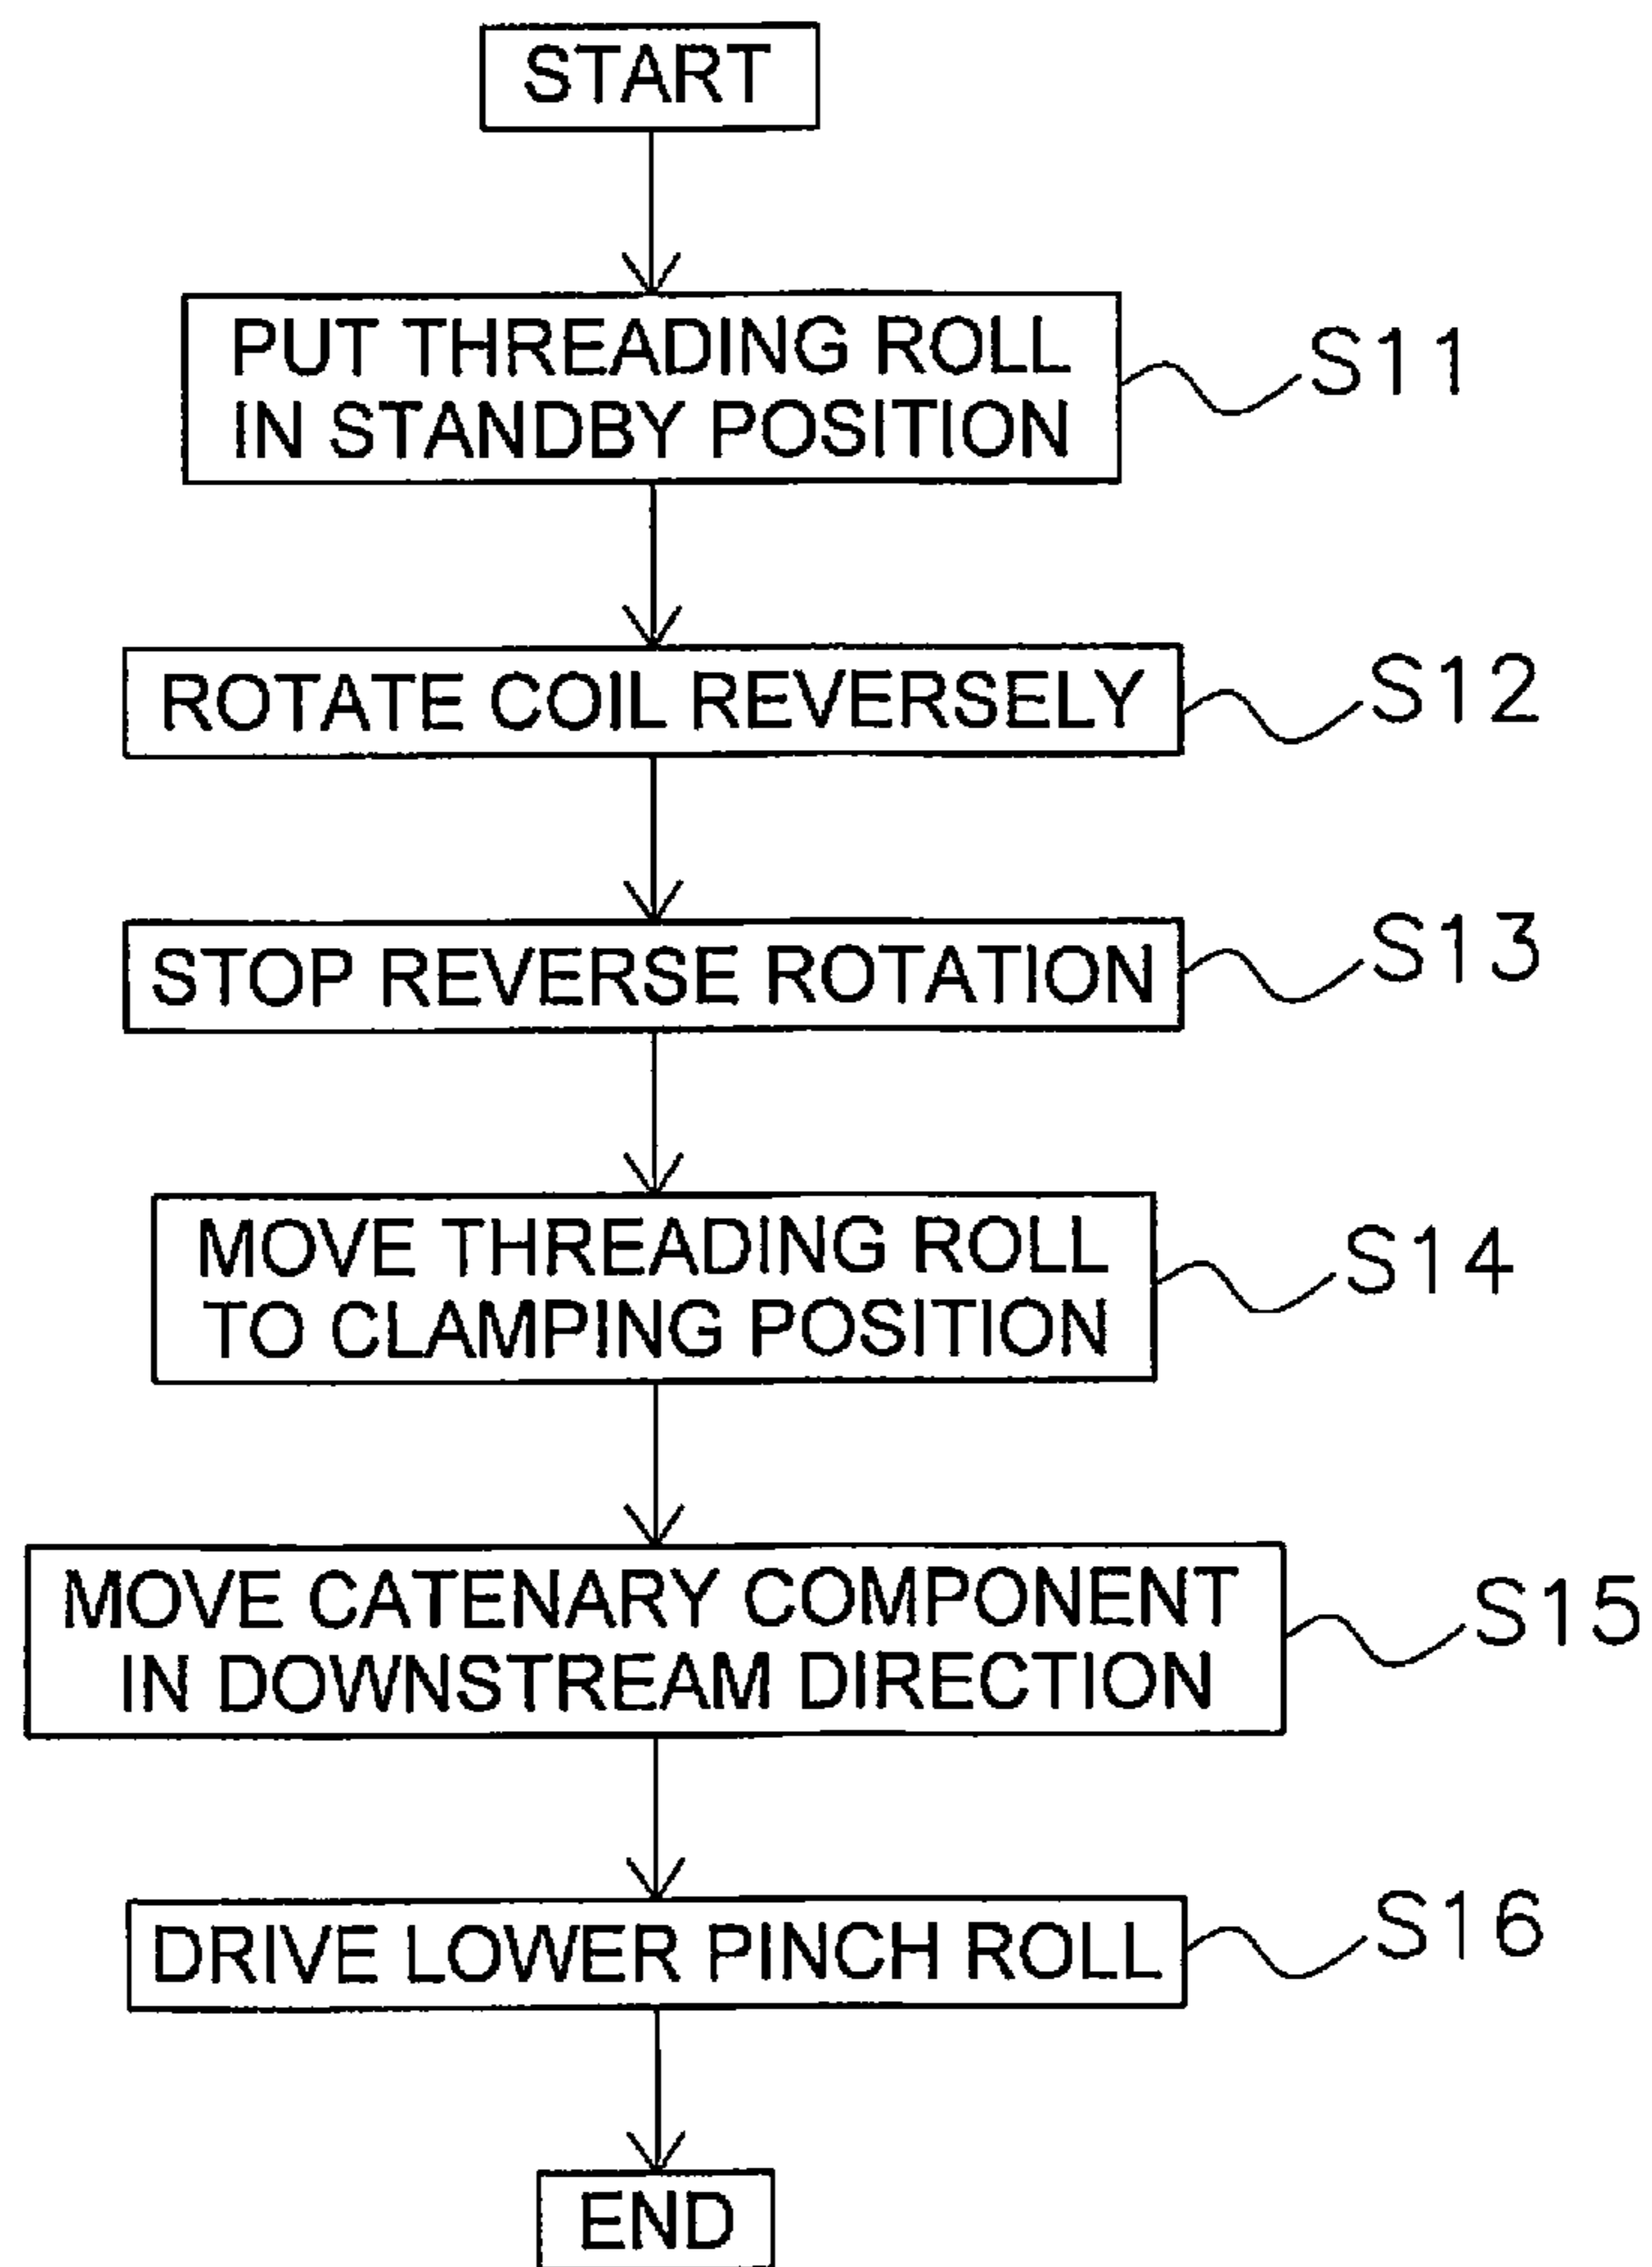 START
PUT THREADING ROLL
IN STANDBY POSITION
S11
ROTATE COIL REVERSELY
S12
STOP REVERSE ROTATION
S13
MOVE THREADING ROLL
TO CLAMPING POSITION
S14
MOVE CATENARY COMPONENT
IN DOWNSTREAM DIRECTION
S15
DRIVE LOWER PINCH ROLL
S16
END